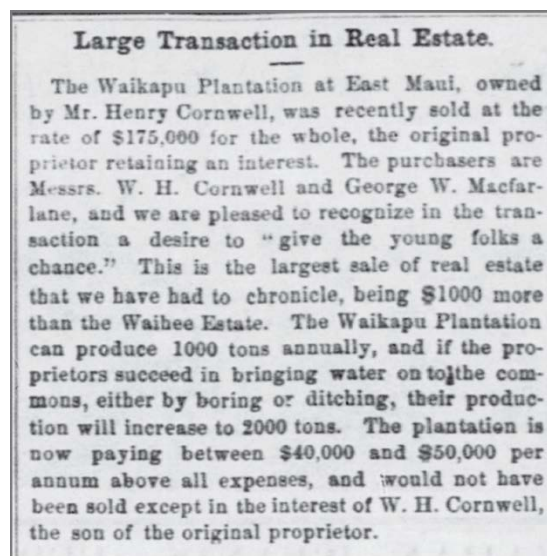 Large Transaction in Real Estate.
The Waikapu Plantation at East Maui, owned
by Mr. Henry Cornwell, was recently sold at the
rate of $175,000 for the whole, the original pro-
prietor retaining an interest. The purchasers are
Messrs. W. H. Cornwell and George W. Macfar-
lane, and we are pleased to recognize in the tran-
saction a desire to "give the young folks a
chance." This is the largest sale of real estate
that we have had to chronicle, being $1000 more
than the Waihee Estate. The Waikapu Plantation
can produce 1000 tons annually, and if the pro-
prietors succeed in bringing water on to the com-
mons, either by boring or ditching, their produc-
tion will increase to 2000 tons. The plantation is
now paying between $40,000 and $50,000 per
annum above all expenses, and would not have
been sold except in the interest of W. H. Cornwell,
the son of the original proprietor.